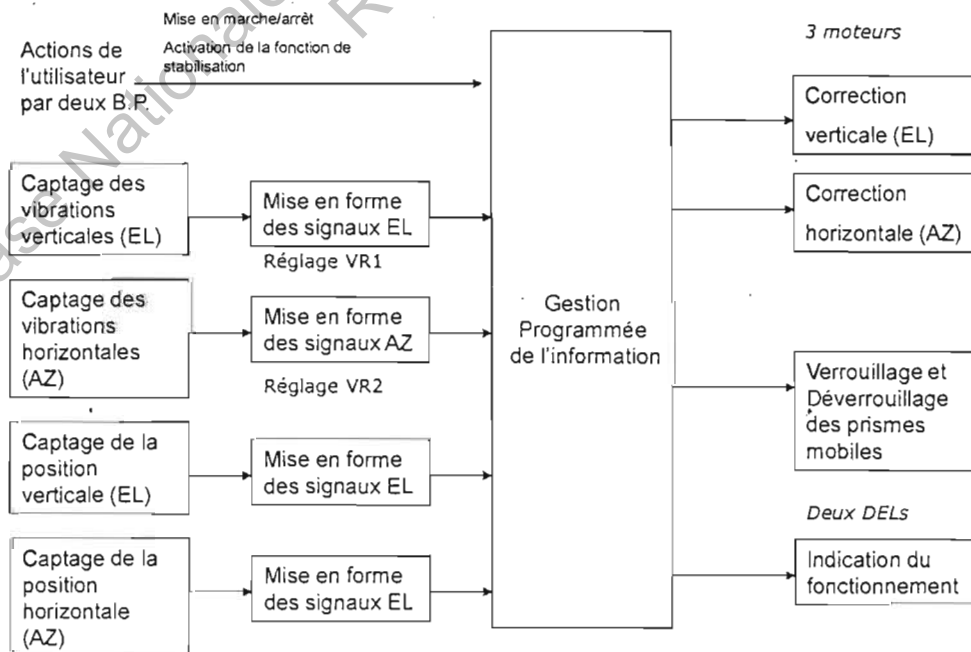 Mise en marche/arrêt
Actions de
l'utilisateur
par deux B.P.
Activation de la fonction de
stabilisation
3 moteurs
Correction
verticale (EL)
Captage des
vibrations
verticales (EL)
Mise en forme
des signaux EL
Réglage VR1
Correction
horizontale (AZ)
Captage des
vibrations
horizontales
(AZ)
Mise en forme
des signaux AZ
Réglage VR2
Gestion
Programmée
de l'information
Verrouillage et
Déverrouillage
des prismes
mobiles
Captage de la
position
verticale (EL)
Mise en forme
des signaux EL
Deux DELs
Indication du
fonctionnement
Captage de la
position
horizontale
(AZ)
Mise en forme
des signaux EL